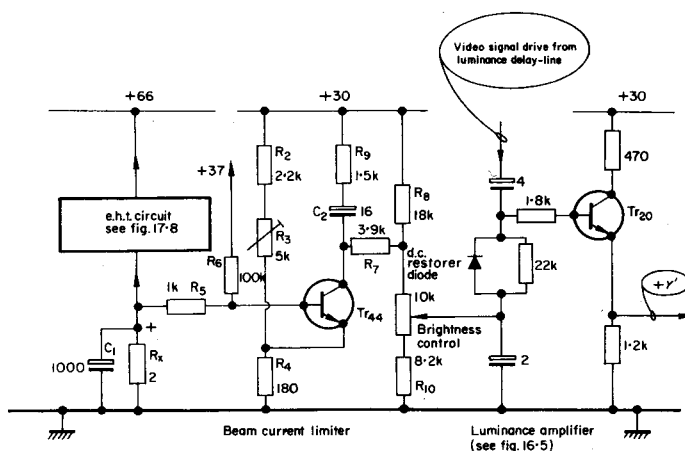 Video signal drive from
luminance delay-line
+66
+30
+30
+37
R2
2·2k
R9
1·5k
R8
18k
4
470
e.h.t. circuit
see fig. 17·8
C2
16
1·8k
Tr20
R3
5k
3·9k
R7
R6
100k
d.c.
restorer
diode
22k
1k
R5
Tr44
10k
+Y'
+
Brightness
control
C1
1000
Rx
2
R4
180
8·2k
R10
2
1·2k
Beam current limiter
Luminance amplifier
(see fig. 16·5)